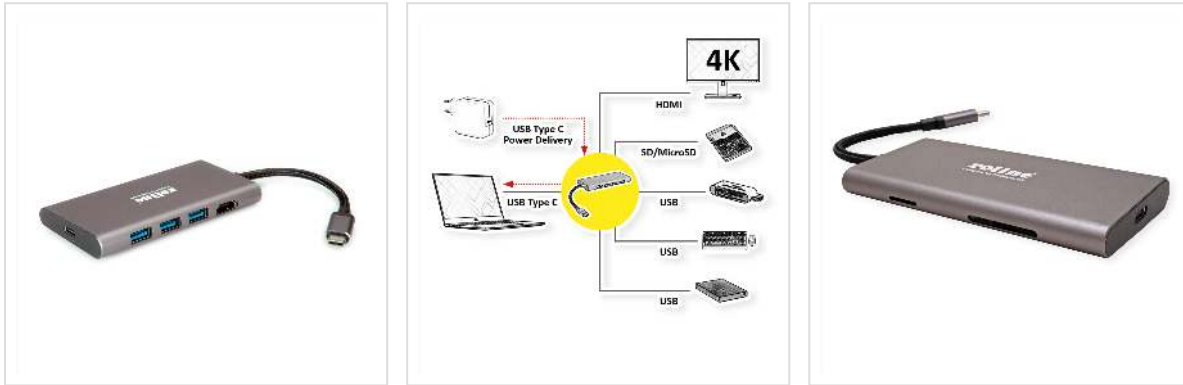 roline
4K
HDMI
USB Type C
Power Delivery
SD/MicroSD
USB Type C
USB
USB
USB
roline